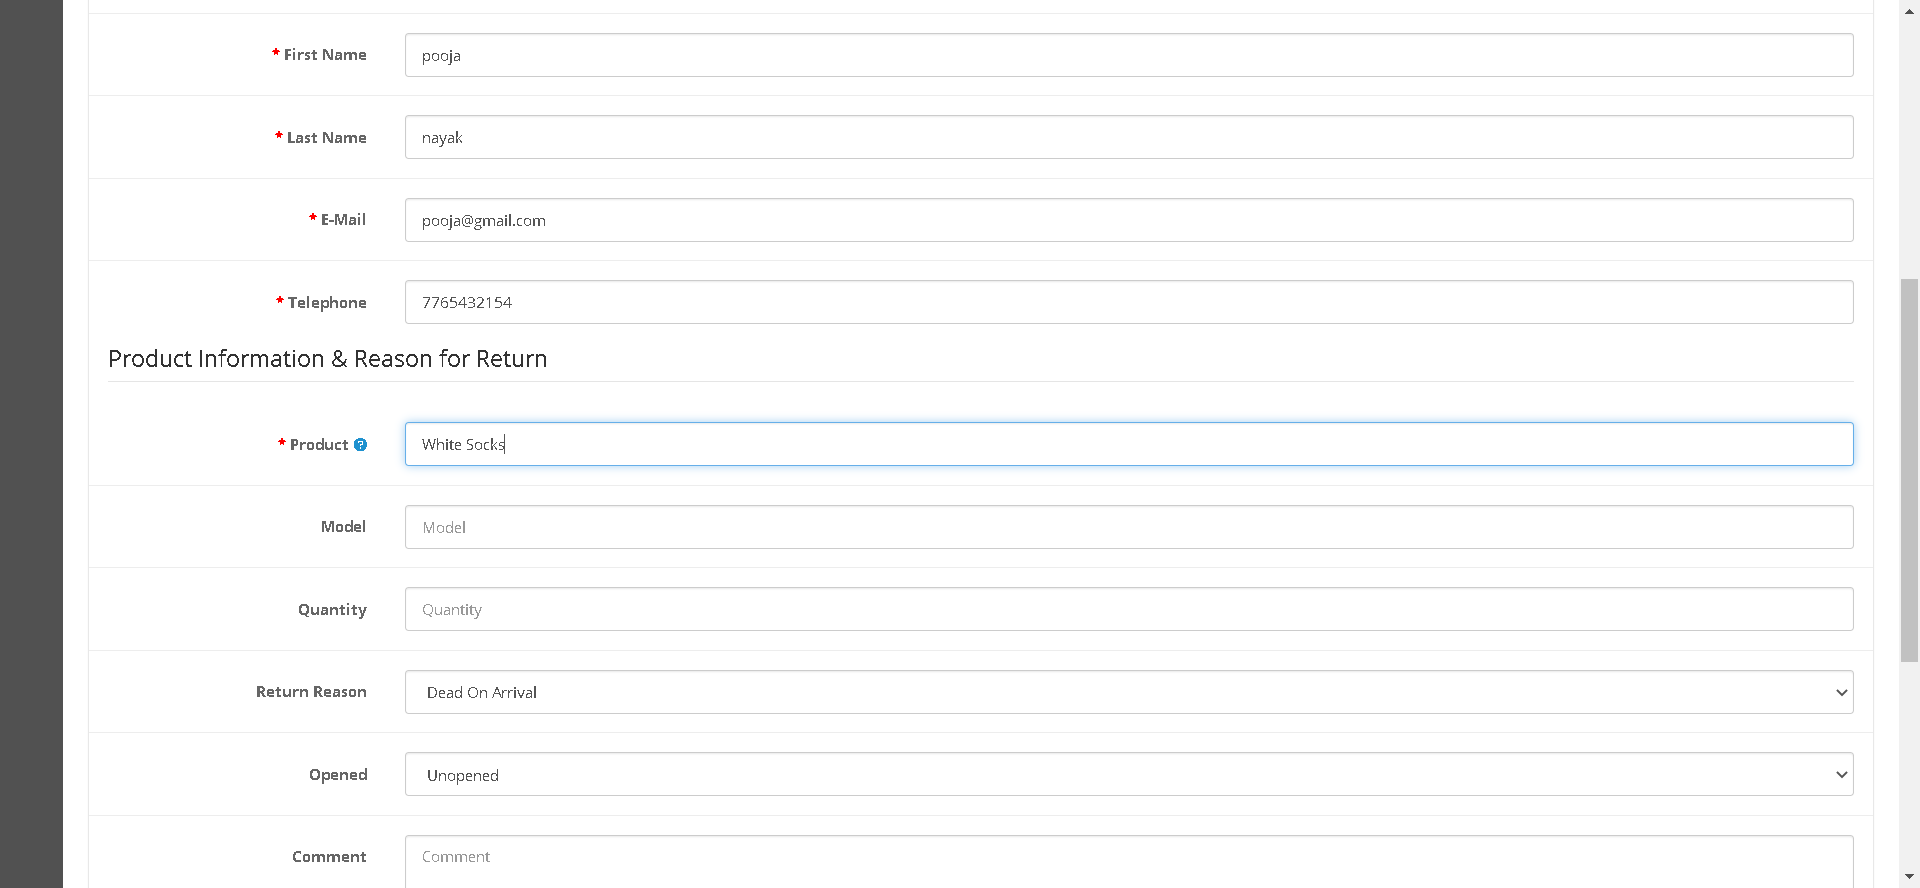 * First Name
pooja
* Last Name
nayak
* E-Mail
pooja@gmail.com
* Telephone
7765432154
Product Information & Reason for Return
* Product ?
White Socks
Model
Model
Quantity
Quantity
Return Reason
Dead On Arrival
Opened
Unopened
Comment
Comment